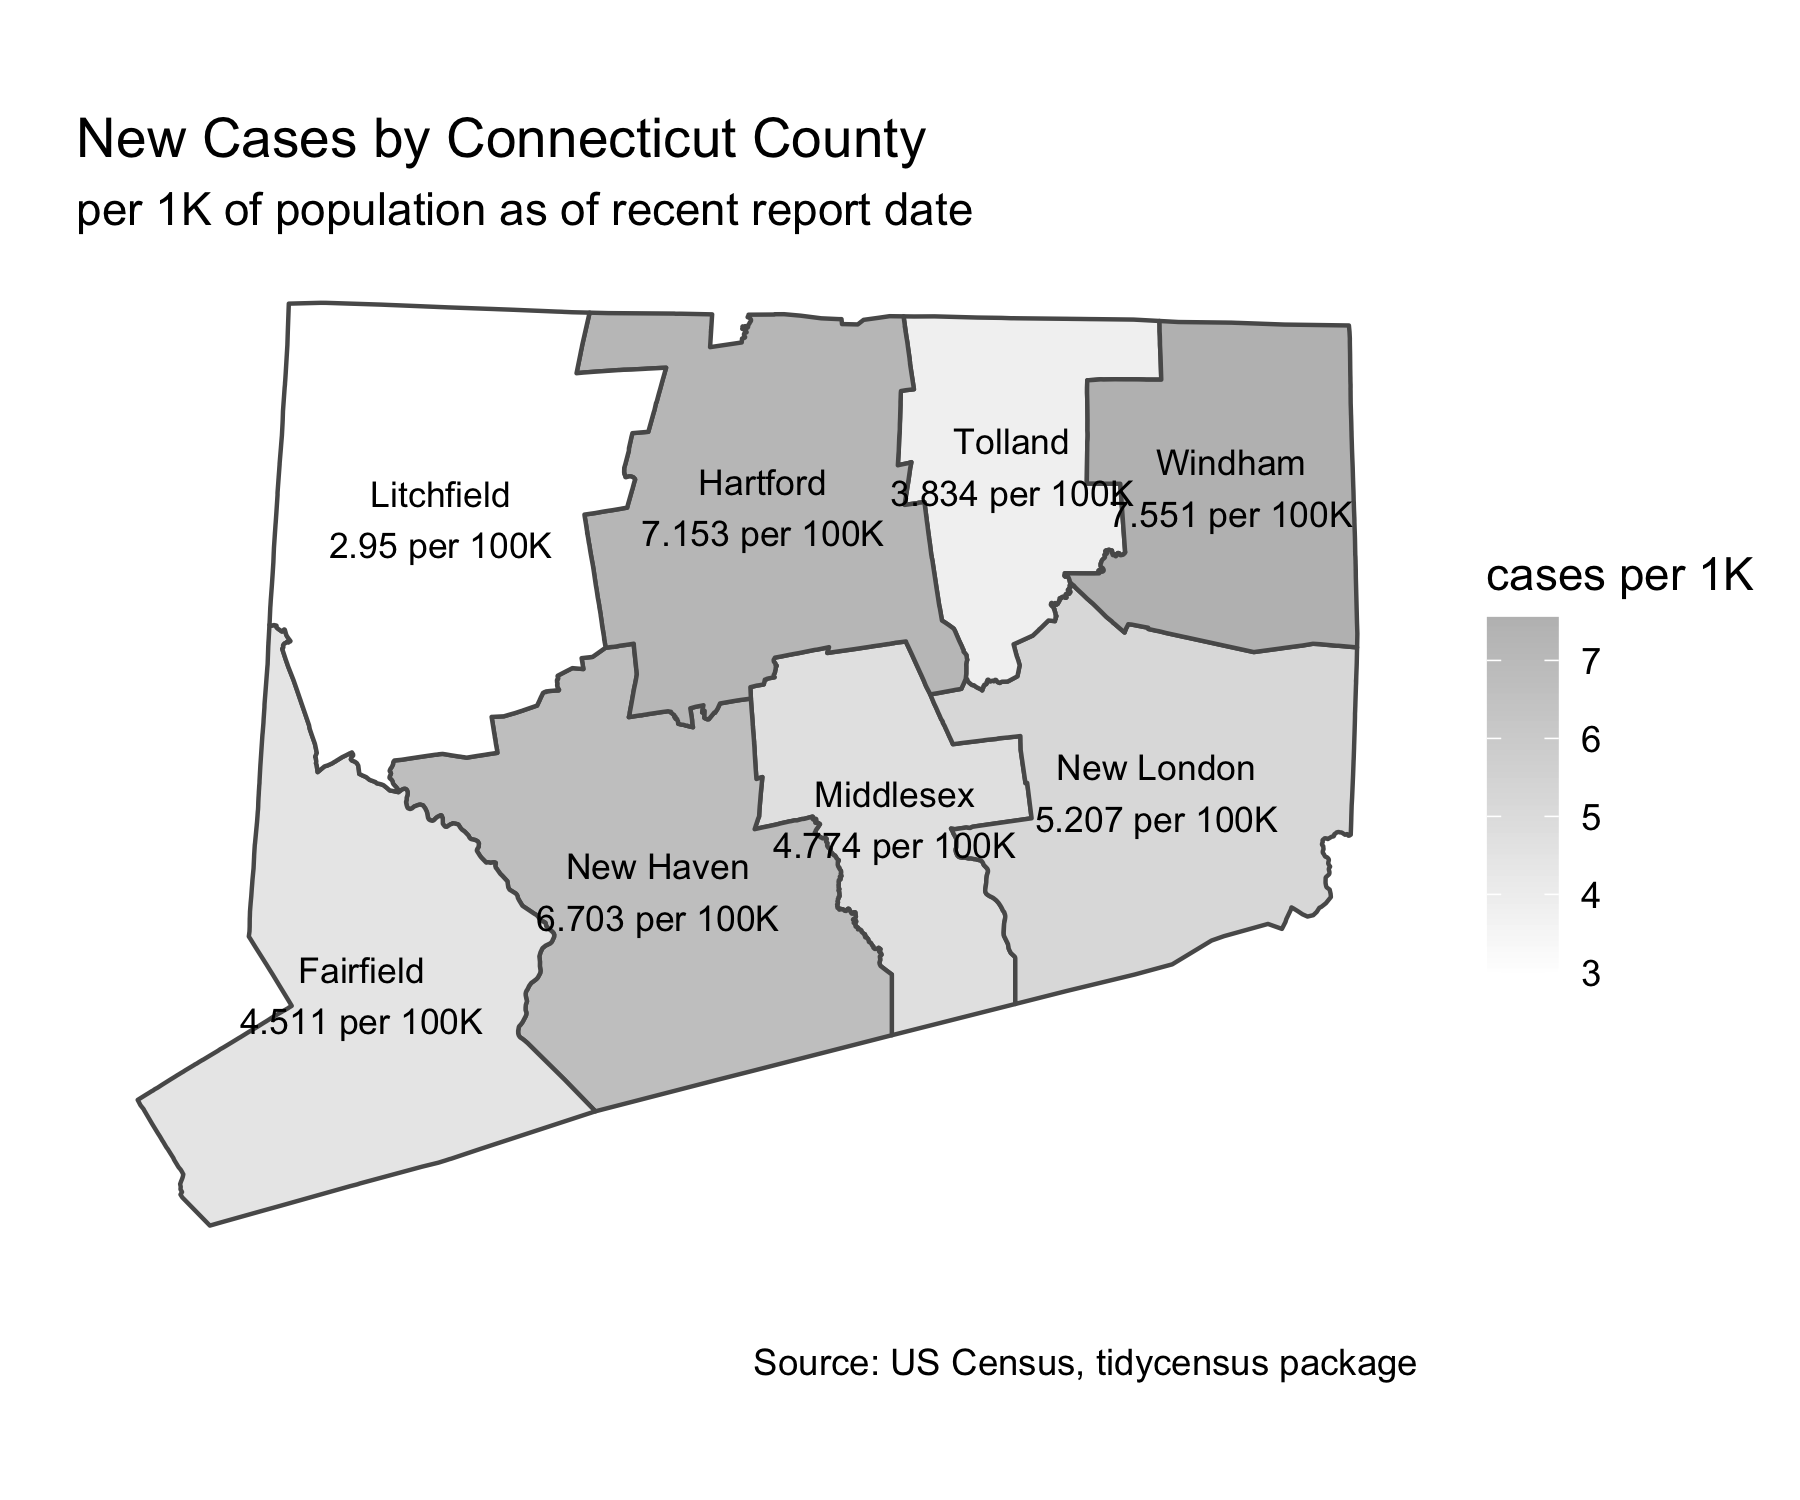 New Cases by Connecticut County
per 1K of population as of recent report date
Litchfield
2.95 per 100K
Hartford
7.153 per 100K
Tolland
3.834 per 100K
Windham
7.551 per 100K
Fairfield
4.511 per 100K
New Haven
6.703 per 100K
Middlesex
4.774 per 100K
New London
5.207 per 100K
cases per 1K
7
6
5
4
3
Source: US Census, tidycensus package